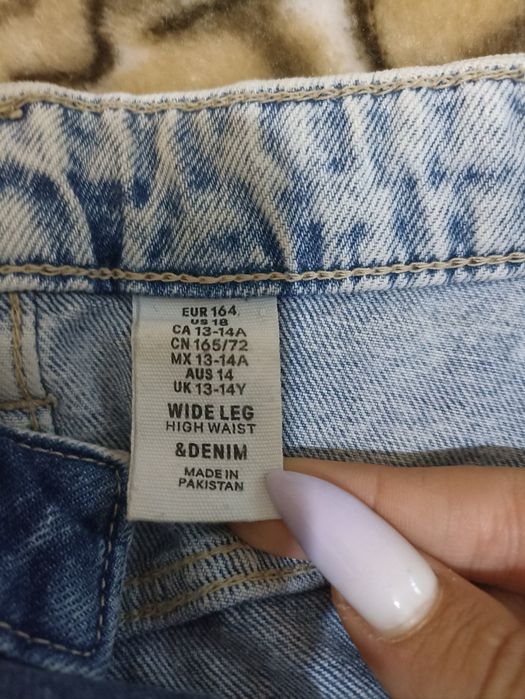 EUR 164
US 18
CA 13-14A
CN 165/72
MX 13-14A
AUS 14
UK 13-14Y
WIDE LEG
HIGH WAIST
&DENIM
MADE IN
PAKISTAN